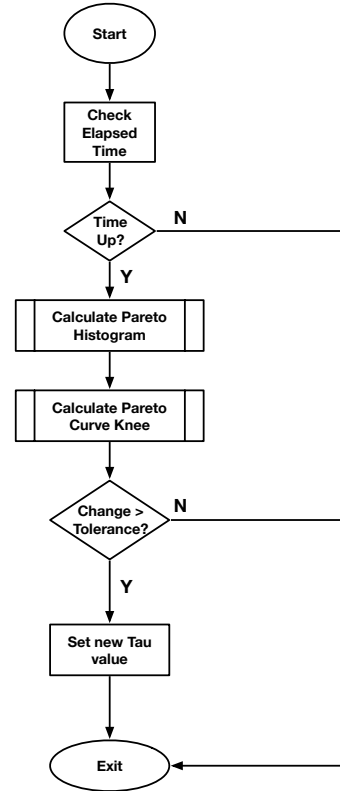 Start
Check
Elapsed
Time
Time
Up?
N
Y
Calculate Pareto
Histogram
Calculate Pareto
Curve Knee
Change >
Tolerance?
N
Y
Set new Tau
value
Exit